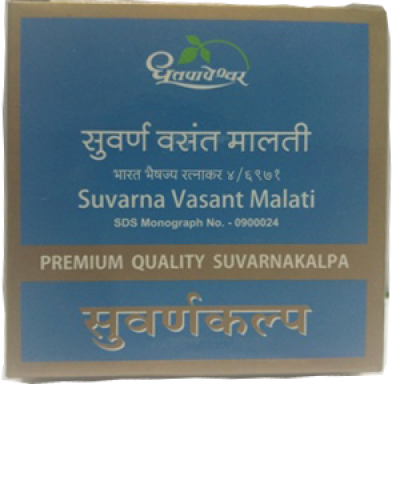 धूतपापेश्वर
सुवर्ण वसंत मालती
भारत भैषज्य रत्नाकर ४/६९७१
Suvarna Vasant Malati
SDS Monograph No. - 0900024
PREMIUM QUALITY SUVARNAKALPA
सुवर्णकल्प